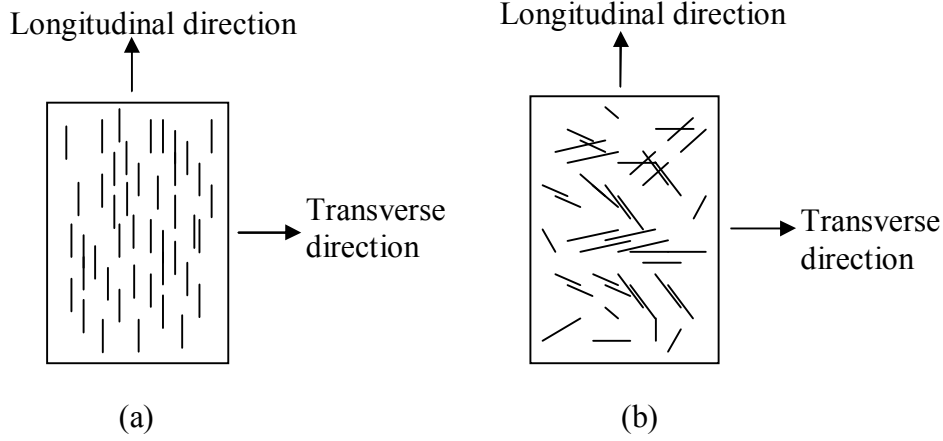 Longitudinal direction
Transverse
direction
(a)
Longitudinal direction
Transverse
direction
(b)